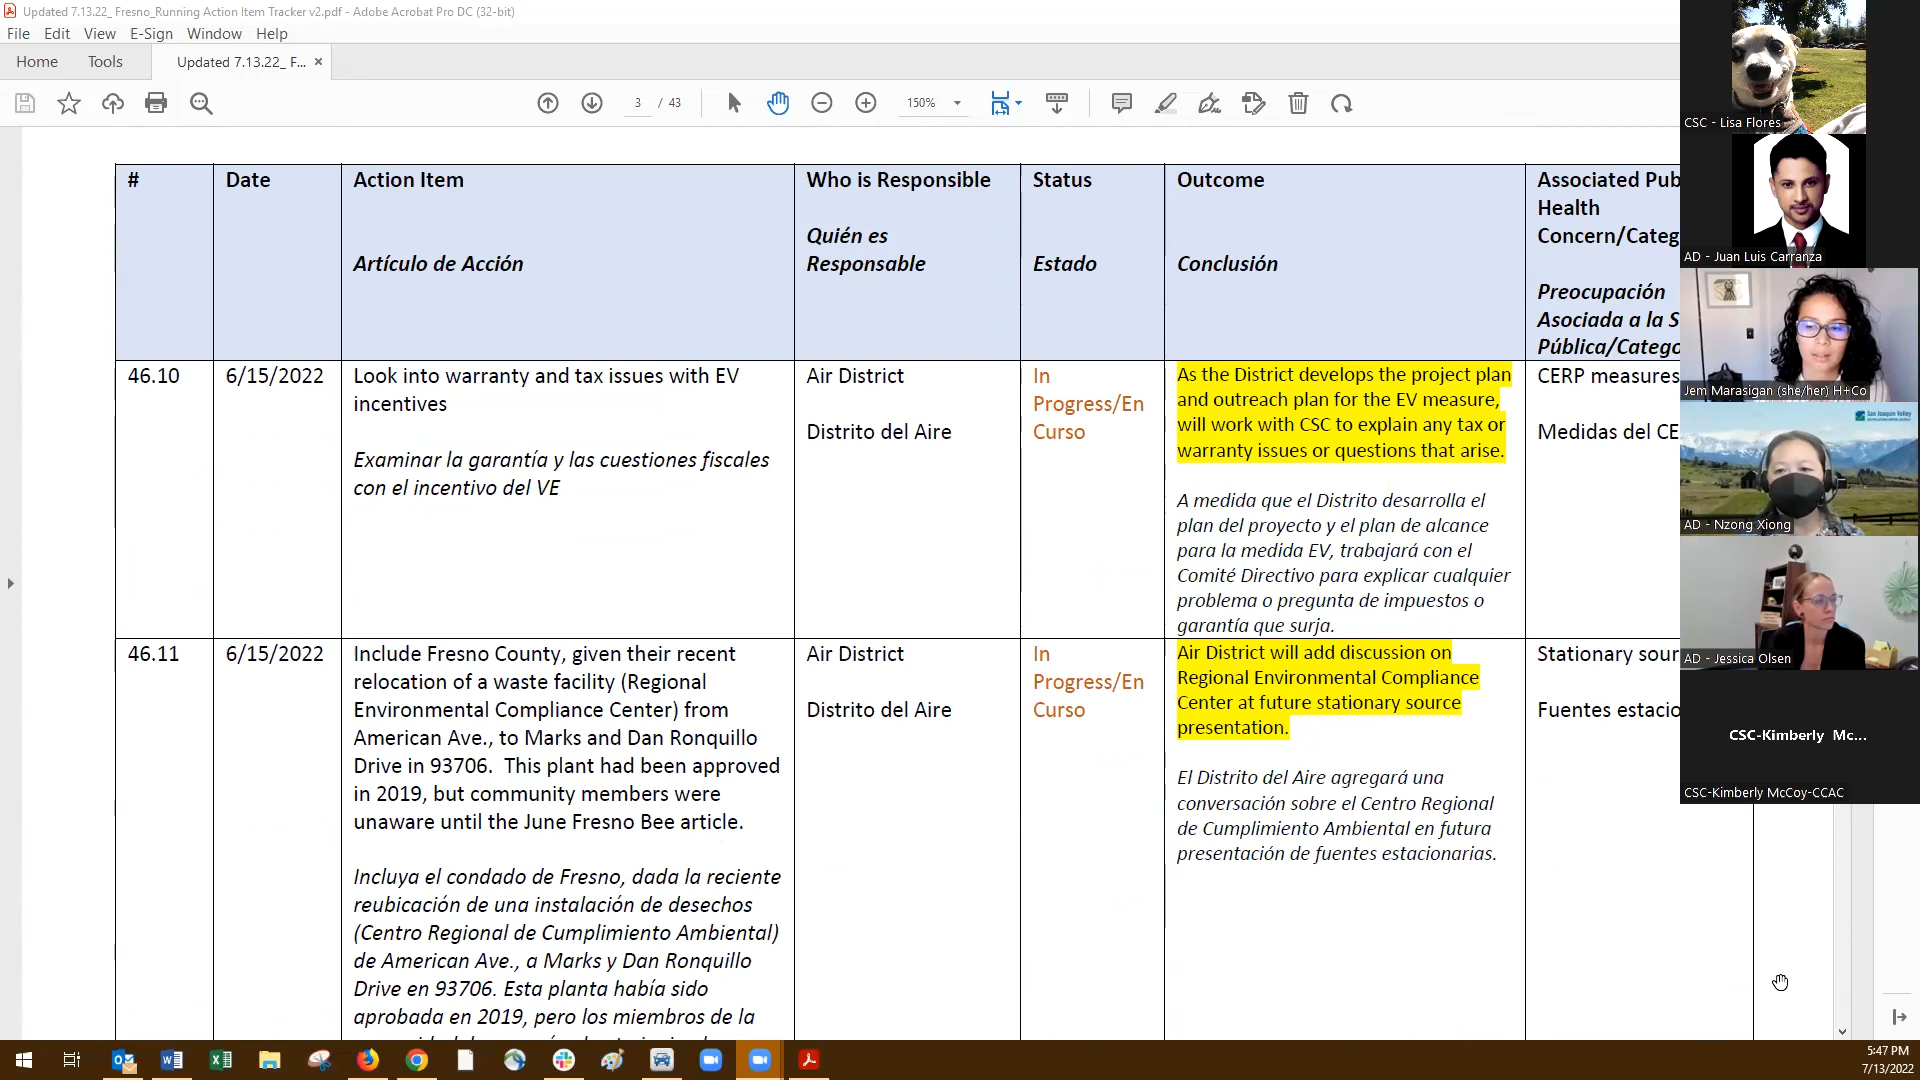 Updated 7.13.22_ Fresno_Running Action Item Tracker v2.pdf - Adobe Acrobat Pro DC (32-bit)
File Edit View E-Sign Window Help
Home Tools Updated 7.13.22_ F... ×
3 / 43 150%
# Date Action Item Who is Responsible Status Outcome Associated Pub
Health
Concern/Categ
Artículo de Acción Quién es Responsable Estado Conclusión
Preocupación
Asociada a la S
Pública/Catego
46.10 6/15/2022
Look into warranty and tax issues with EV
incentives
Examinar la garantía y las cuestiones fiscales
con el incentivo del VE
Air District
Distrito del Aire
In
Progress/En
Curso
As the District develops the project plan
and outreach plan for the EV measure,
will work with CSC to explain any tax or
warranty issues or questions that arise.
A medida que el Distrito desarrolla el
plan del proyecto y el plan de alcance
para la medida EV, trabajará con el
Comité Directivo para explicar cualquier
problema o pregunta de impuestos o
garantía que surja.
CERP measures
Medidas del CE
46.11 6/15/2022
Include Fresno County, given their recent
relocation of a waste facility (Regional
Environmental Compliance Center) from
American Ave., to Marks and Dan Ronquillo
Drive in 93706. This plant had been approved
in 2019, but community members were
unaware until the June Fresno Bee article.
Incluya el condado de Fresno, dada la reciente
reubicación de una instalación de desechos
(Centro Regional de Cumplimiento Ambiental)
de American Ave., a Marks y Dan Ronquillo
Drive en 93706. Esta planta había sido
aprobada en 2019, pero los miembros de la
Air District
Distrito del Aire
In
Progress/En
Curso
Air District will add discussion on
Regional Environmental Compliance
Center at future stationary source
presentation.
El Distrito del Aire agregará una
conversación sobre el Centro Regional
de Cumplimiento Ambiental en futura
presentación de fuentes estacionarias.
Stationary sour
Fuentes estacio
CSC - Lisa Flores
AD - Juan Luis Carranza
Jem Marasigan (she/her) H+Co
San Joaquin Valley
AD - Nzong Xiong
AD - Jessica Olsen
CSC-Kimberly Mc...
CSC-Kimberly McCoy-CCAC
5:47 PM
7/13/2022